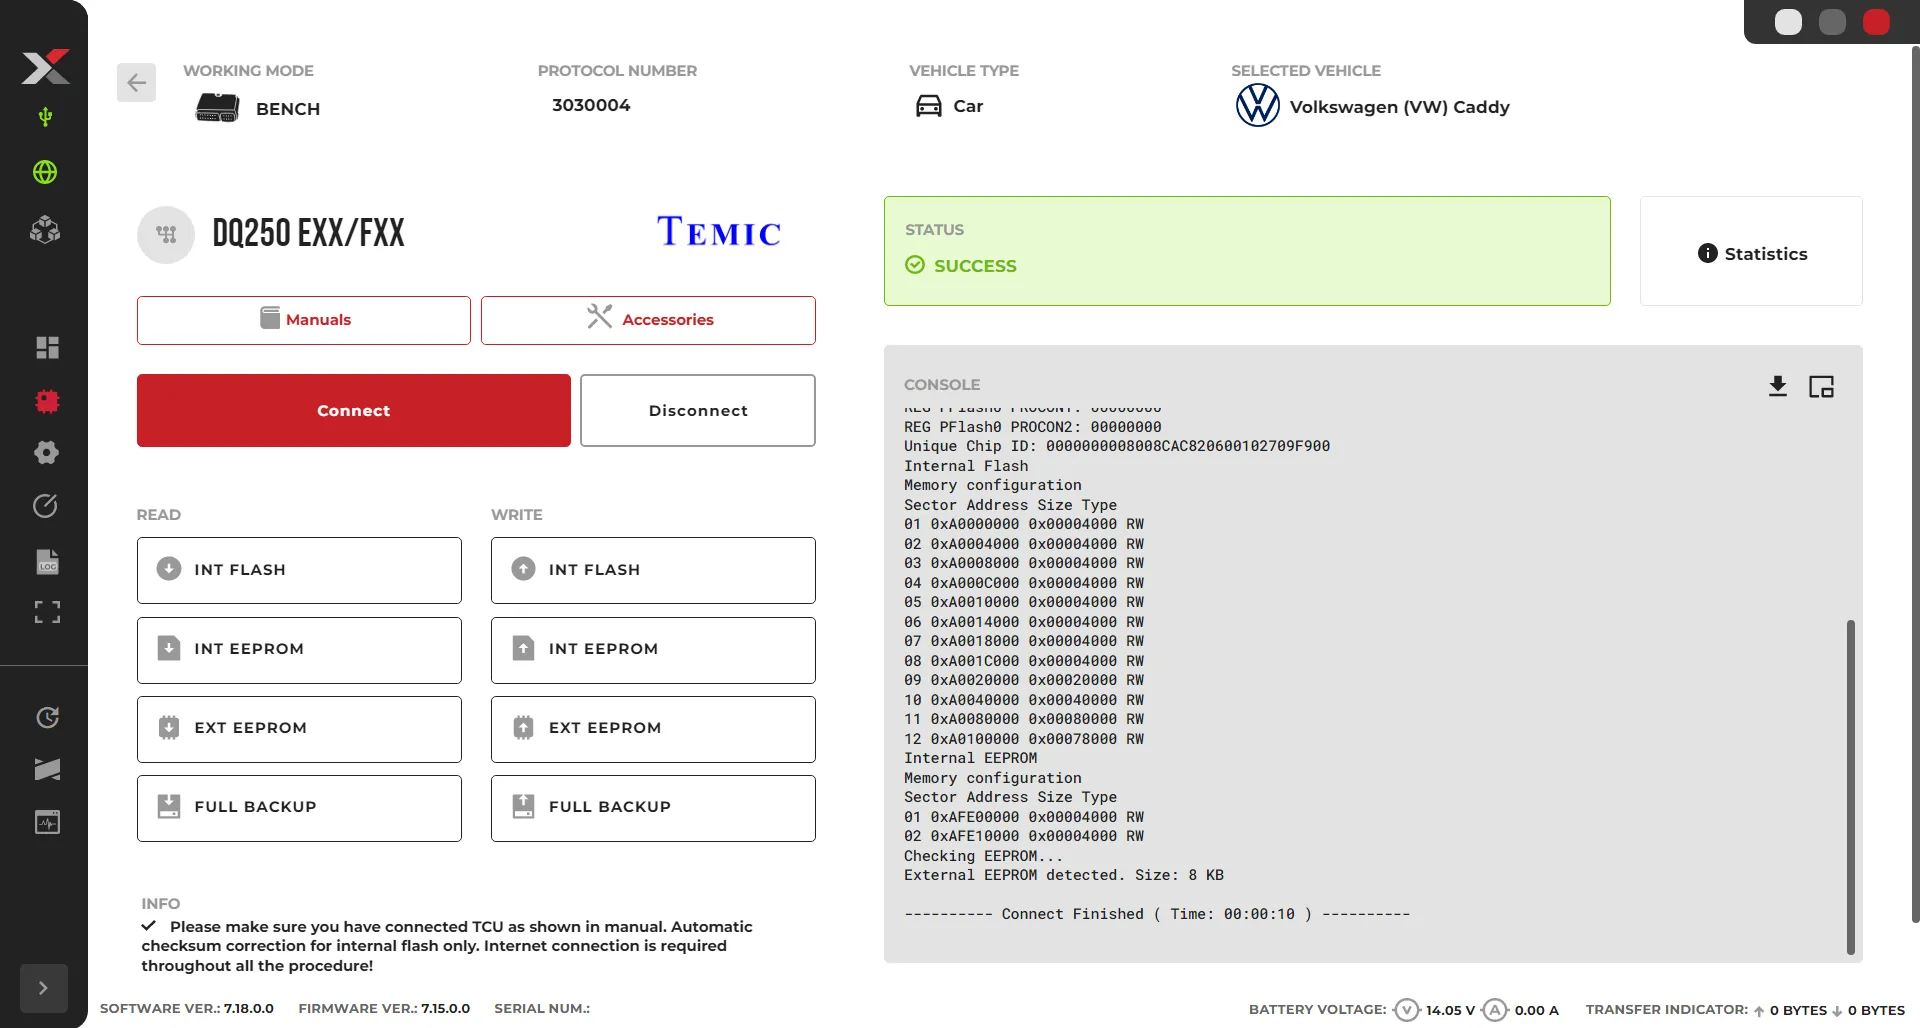 WORKING MODE
BENCH
PROTOCOL NUMBER
3030004
VEHICLE TYPE
Car
SELECTED VEHICLE
Volkswagen (VW) Caddy
DQ250 EXX/FXX
TEMIC
Manuals
Accessories
Connect
Disconnect
READ
WRITE
INT FLASH
INT FLASH
INT EEPROM
INT EEPROM
EXT EEPROM
EXT EEPROM
FULL BACKUP
FULL BACKUP
INFO
Please make sure you have connected TCU as shown in manual. Automatic
checksum correction for internal flash only. Internet connection is required
throughout all the procedure!
STATUS
SUCCESS
Statistics
CONSOLE
REG PFlash0 PROCON1: 00000000
REG PFlash0 PROCON2: 00000000
Unique Chip ID: 0000000008008CAC820600102709F900
Internal Flash
Memory configuration
Sector Address Size Type
01 0xA0000000 0x00004000 RW
02 0xA0004000 0x00004000 RW
03 0xA0008000 0x00004000 RW
04 0xA000C000 0x00004000 RW
05 0xA0010000 0x00004000 RW
06 0xA0014000 0x00004000 RW
07 0xA0018000 0x00004000 RW
08 0xA001C000 0x00004000 RW
09 0xA0020000 0x00020000 RW
10 0xA0040000 0x00040000 RW
11 0xA0080000 0x00080000 RW
12 0xA0100000 0x00078000 RW
Internal EEPROM
Memory configuration
Sector Address Size Type
01 0xAFE00000 0x00004000 RW
02 0xAFE10000 0x00004000 RW
Checking EEPROM...
External EEPROM detected. Size: 8 KB
---------- Connect Finished ( Time: 00:00:10 ) ----------
LOG
SOFTWARE VER.: 7.18.0.0
FIRMWARE VER.: 7.15.0.0
SERIAL NUM.:
BATTERY VOLTAGE: V 14.05 V A 0.00 A
TRANSFER INDICATOR: 0 BYTES 0 BYTES